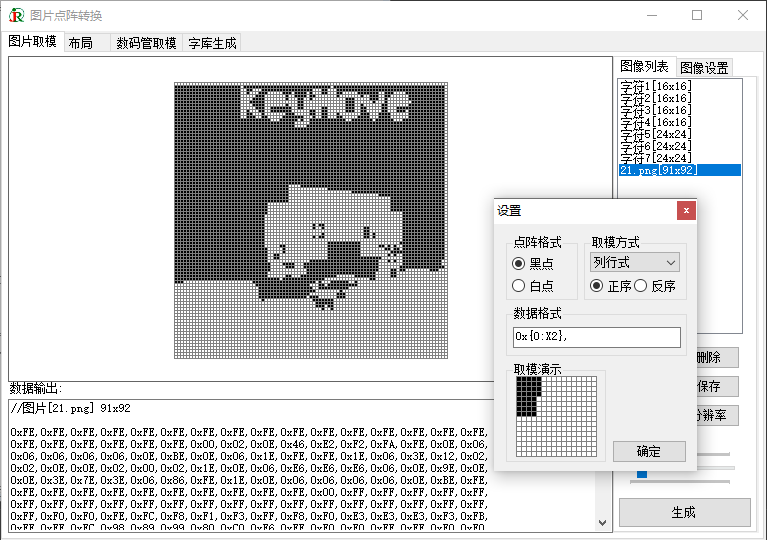 图片点阵转换
图片取模 布局 数码管取模 字库生成
KeyMove
图像列表 图像设置
字符1[16x16]
字符2[16x16]
字符3[16x16]
字符4[16x16]
字符5[24x24]
字符6[24x24]
字符7[24x24]
21.png[91x92]
设置 x
点阵格式 取模方式
黑点 列行式
白点 正序 反序
数据格式
0x{0:X2},
取模演示
确定
删除
保存
分辨率
生成
数据输出:
//图片[21.png] 91x92
0xFE,0xFE,0xFE,0xFE,0xFE,0xFE,0xFE,0xFE,0xFE,0xFE,0xFE,0xFE,0xFE,0xFE,0xFE,0xFE,
0xFE,0xFE,0xFE,0xFE,0xFE,0xFE,0x00,0x02,0x0E,0x46,0xE2,0xF2,0xFA,0xFE,0x0E,0x06,
0x06,0x06,0x06,0x06,0x0E,0xBE,0x0E,0x06,0x1E,0xFE,0xFE,0x1E,0x06,0x3E,0x12,0x02,
0x02,0x0E,0x0E,0x02,0x00,0x02,0x1E,0x0E,0x06,0xE6,0xE6,0xE6,0x06,0x0E,0x9E,0x0E,
0x0E,0x3E,0x7E,0x3E,0x06,0x86,0xFE,0x1E,0x0E,0x06,0x06,0x06,0x06,0x0E,0xBE,0xFE,
0xFE,0xFE,0xFE,0xFE,0xFE,0xFE,0xFE,0xFE,0xFE,0xFE,0x00,0xFF,0xFF,0xFF,0xFF,0xFF,
0xFF,0xFF,0xFF,0xFF,0xFF,0xFF,0xFF,0xFF,0xFF,0xFF,0xFF,0xFF,0xFF,0xFF,0xFF,0xFF,
0xFF,0xF0,0xF0,0xFE,0xFC,0xF8,0xF1,0xF3,0xFF,0xF8,0xF0,0xE3,0xE3,0xE3,0xF3,0xFF,